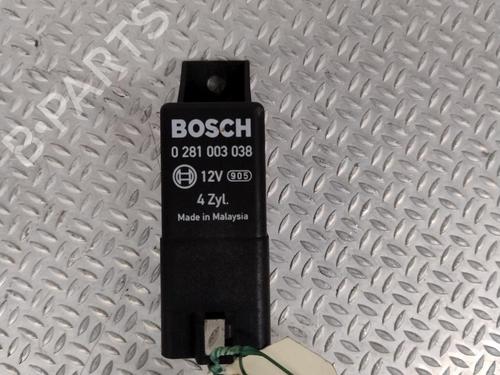 B-PARTS
BOSCH
0 281 003 038
12V 905
4 Zyl.
Made in Malaysia